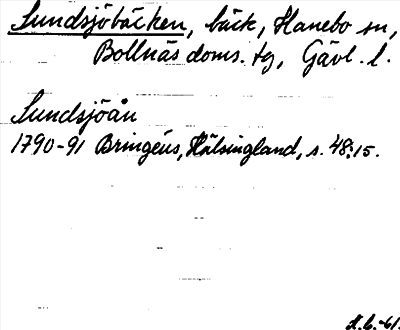 Sundsjöbäcken, bäck, Hanebo sn,
Bollnäs doms. tg, Gävl. l.
Sundsjöån
1790-91 Bringéus, Hälsingland, s. 48:15.